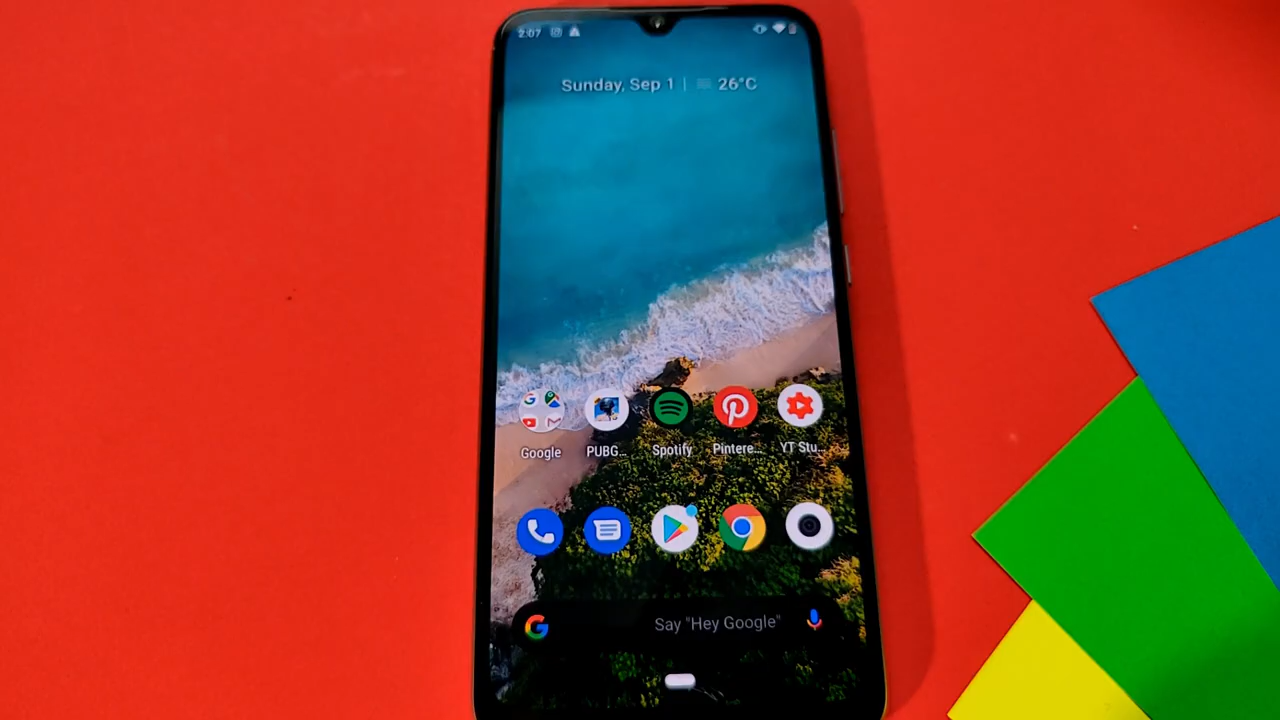 2:07
Sunday, Sep 1 | 26°C
Google PUBG... Spotify Pintere... YT Stu...
Say "Hey Google"